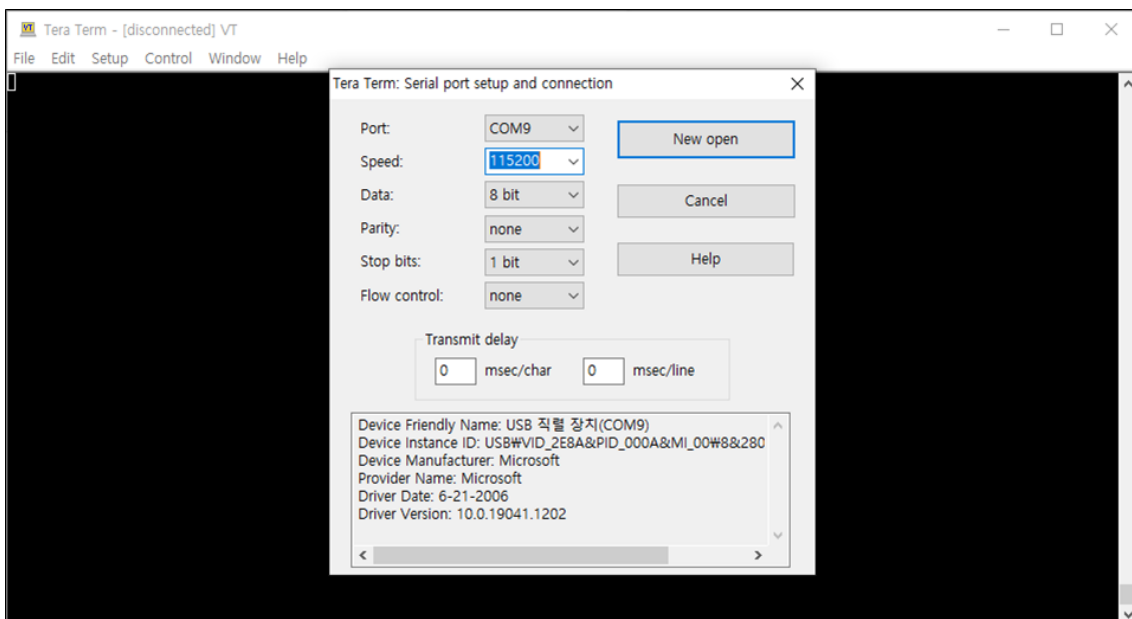 Tera Term - [disconnected] VT
File Edit Setup Control Window Help
Tera Term: Serial port setup and connection
Port: COM9
New open
Speed: 115200
Data: 8 bit
Cancel
Parity: none
Stop bits: 1 bit
Help
Flow control: none
Transmit delay
0 msec/char 0 msec/line
Device Friendly Name: USB 직렬 장치(COM9)
Device Instance ID: USB₩VID_2E8A&PID_000A&MI_00₩8&280
Device Manufacturer: Microsoft
Provider Name: Microsoft
Driver Date: 6-21-2006
Driver Version: 10.0.19041.1202